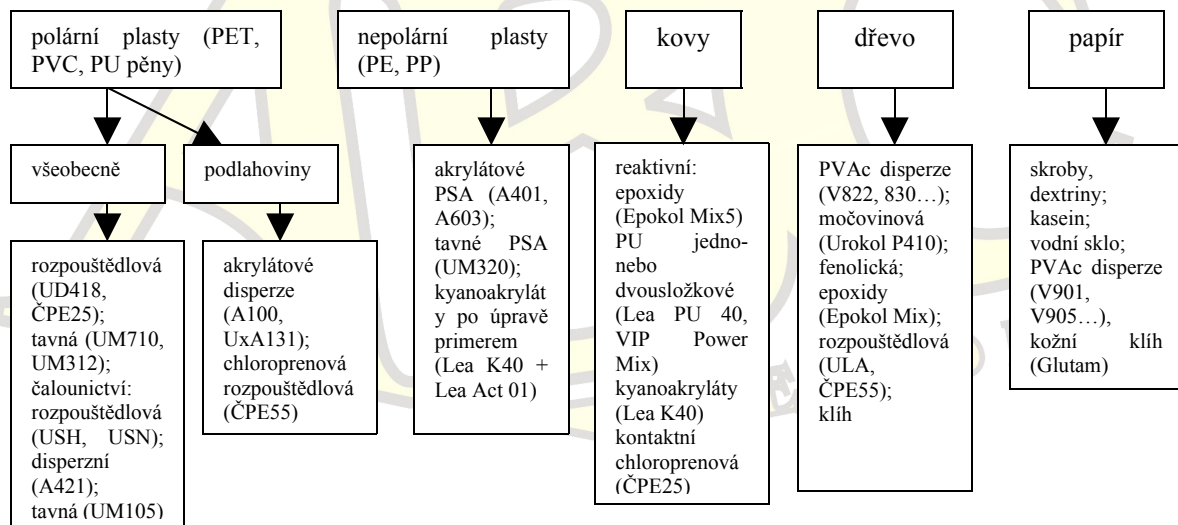 polární plasty (PET,
PVC, PU pěny)
nepolární plasty
(PE, PP)
kovy
dřevo
papír
všeobecně
podlahoviny
rozpouštědlová
(UD418,
ČPE25);
tavná (UM710,
UM312);
čalounictví:
rozpouštědlová
(USH, USN);
disperzní
(A421);
tavná (UM105)
akrylátové
disperze
(A100,
UxA131);
chloroprenová
rozpouštědlová
(ČPE55)
akrylátové
PSA (A401,
A603);
tavné PSA
(UM320);
kyanoakrylát
y po úpravě
primerem
(Lea K40 +
Lea Act 01)
reaktivní:
epoxidy
(Epokol Mix5)
PU jedno-
nebo
dvousložkové
(Lea PU 40,
VIP Power
Mix)
kyanoakryláty
(Lea K40)
kontaktní
chloroprenová
(ČPE25)
PVAc disperze
(V822, 830…);
močovinová
(Urokol P410);
fenolická;
epoxidy
(Epokol Mix);
rozpouštědlová
(ULA,
ČPE55);
klíh
skroby,
dextriny;
kasein;
vodní sklo;
PVAc disperze
(V901,
V905…),
kožní klíh
(Glutam)